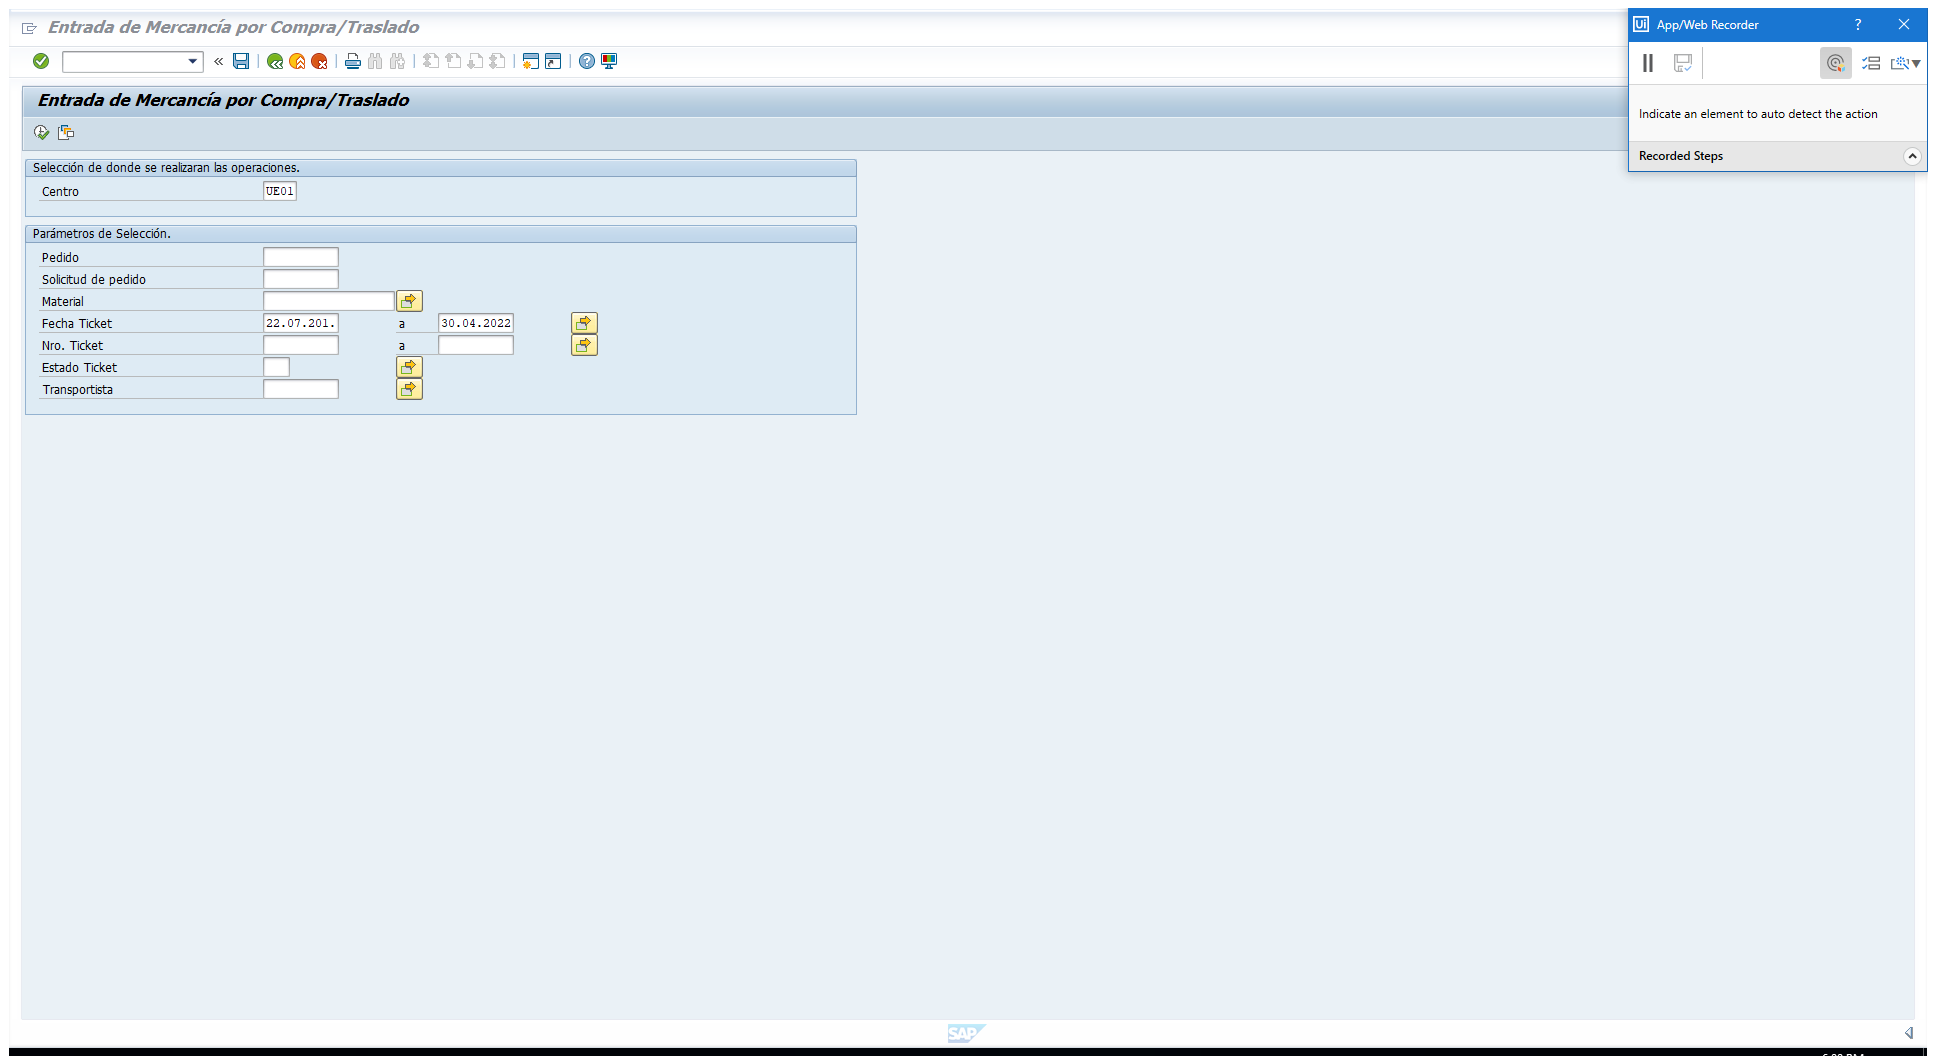 Entrada de Mercancía por Compra/Traslado
App/Web Recorder
Entrada de Mercancía por Compra/Traslado
Indicate an element to auto detect the action
Recorded Steps
Selección de donde se realizaran las operaciones.
Centro UE01
Parámetros de Selección.
Pedido
Solicitud de pedido
Material
Fecha Ticket 22.07.201. a 30.04.2022
Nro. Ticket a
Estado Ticket
Transportista
SAP